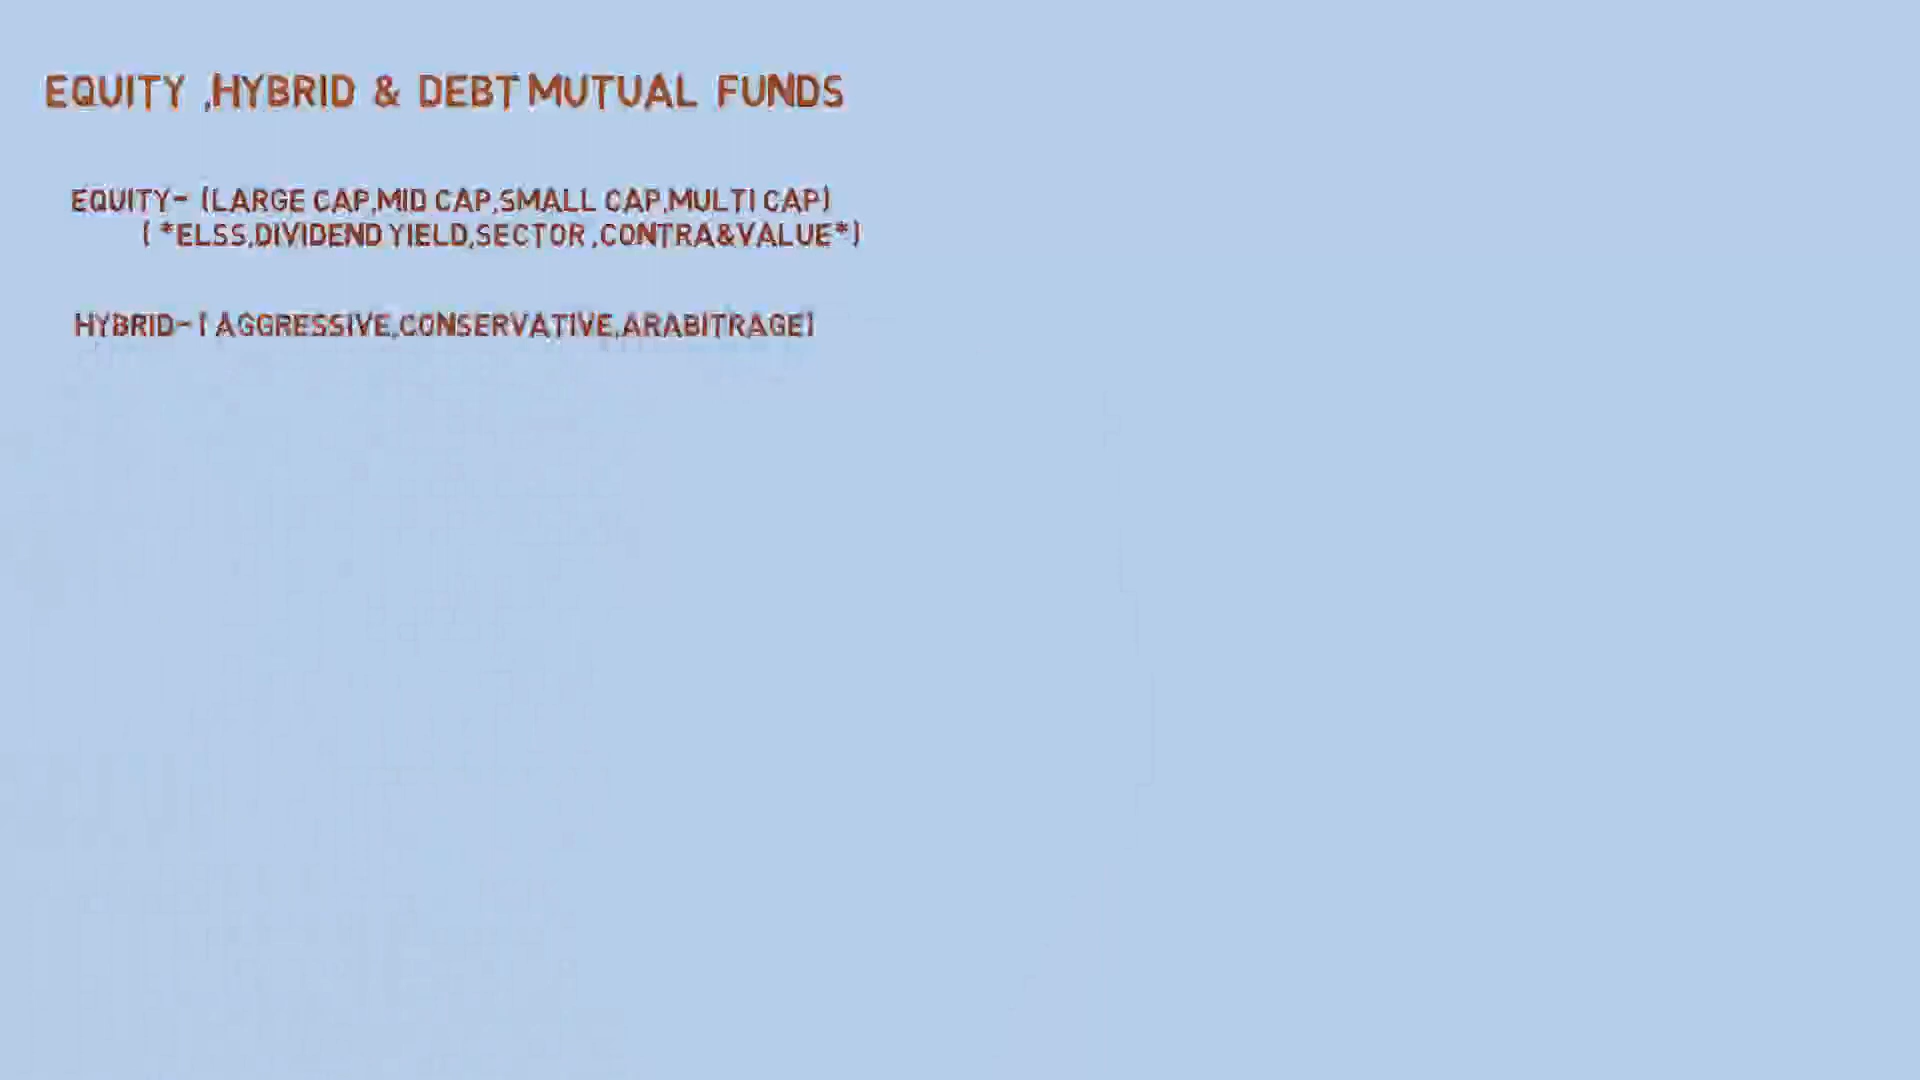 EQUITY ,HYBRID & DEBT MUTUAL FUNDS
EQUITY- (LARGE CAP,MID CAP,SMALL CAP,MULTI CAP)
( *ELSS,DIVIDEND YIELD,SECTOR ,CONTRA&VALUE*)
HYBRID- ( AGGRESSIVE,CONSERVATIVE,ARABITRAGE)